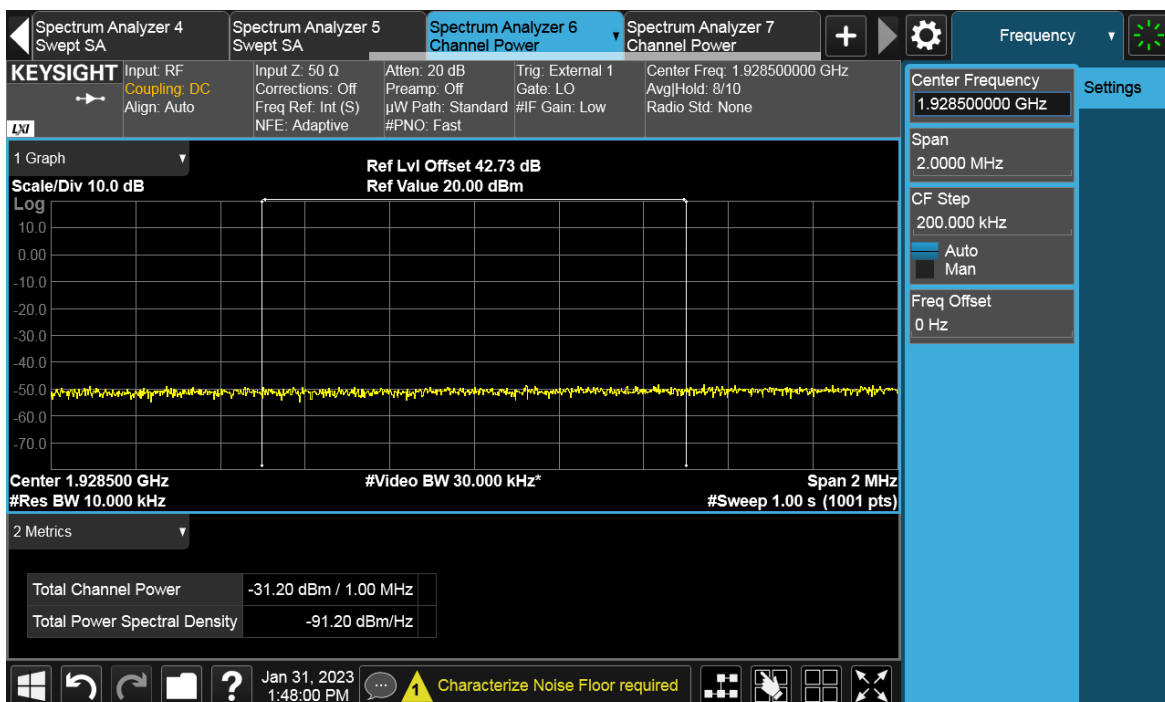 Spectrum Analyzer 4
Swept SA
Spectrum Analyzer 5
Swept SA
Spectrum Analyzer 6
Channel Power
Spectrum Analyzer 7
Channel Power
+
Frequency
KEYSIGHT
LXI
Input: RF
Coupling: DC
Align: Auto
Input Z: 50 Ω
Corrections: Off
Freq Ref: Int (S)
NFE: Adaptive
Atten: 20 dB
Preamp: Off
µW Path: Standard
#PNO: Fast
Trig: External 1
Gate: LO
#IF Gain: Low
Center Freq: 1.928500000 GHz
Avg|Hold: 8/10
Radio Std: None
Center Frequency
1.928500000 GHz
Settings
Span
2.0000 MHz
CF Step
200.000 kHz
Auto
Man
Freq Offset
0 Hz
1 Graph
Scale/Div 10.0 dB
Ref Lvl Offset 42.73 dB
Ref Value 20.00 dBm
Log
10.0
0.00
-10.0
-20.0
-30.0
-40.0
-50.0
-60.0
-70.0
Center 1.928500 GHz
#Video BW 30.000 kHz*
Span 2 MHz
#Res BW 10.000 kHz
#Sweep 1.00 s (1001 pts)
2 Metrics
Total Channel Power -31.20 dBm / 1.00 MHz
Total Power Spectral Density -91.20 dBm/Hz
?
Jan 31, 2023
1:48:00 PM
1
Characterize Noise Floor required